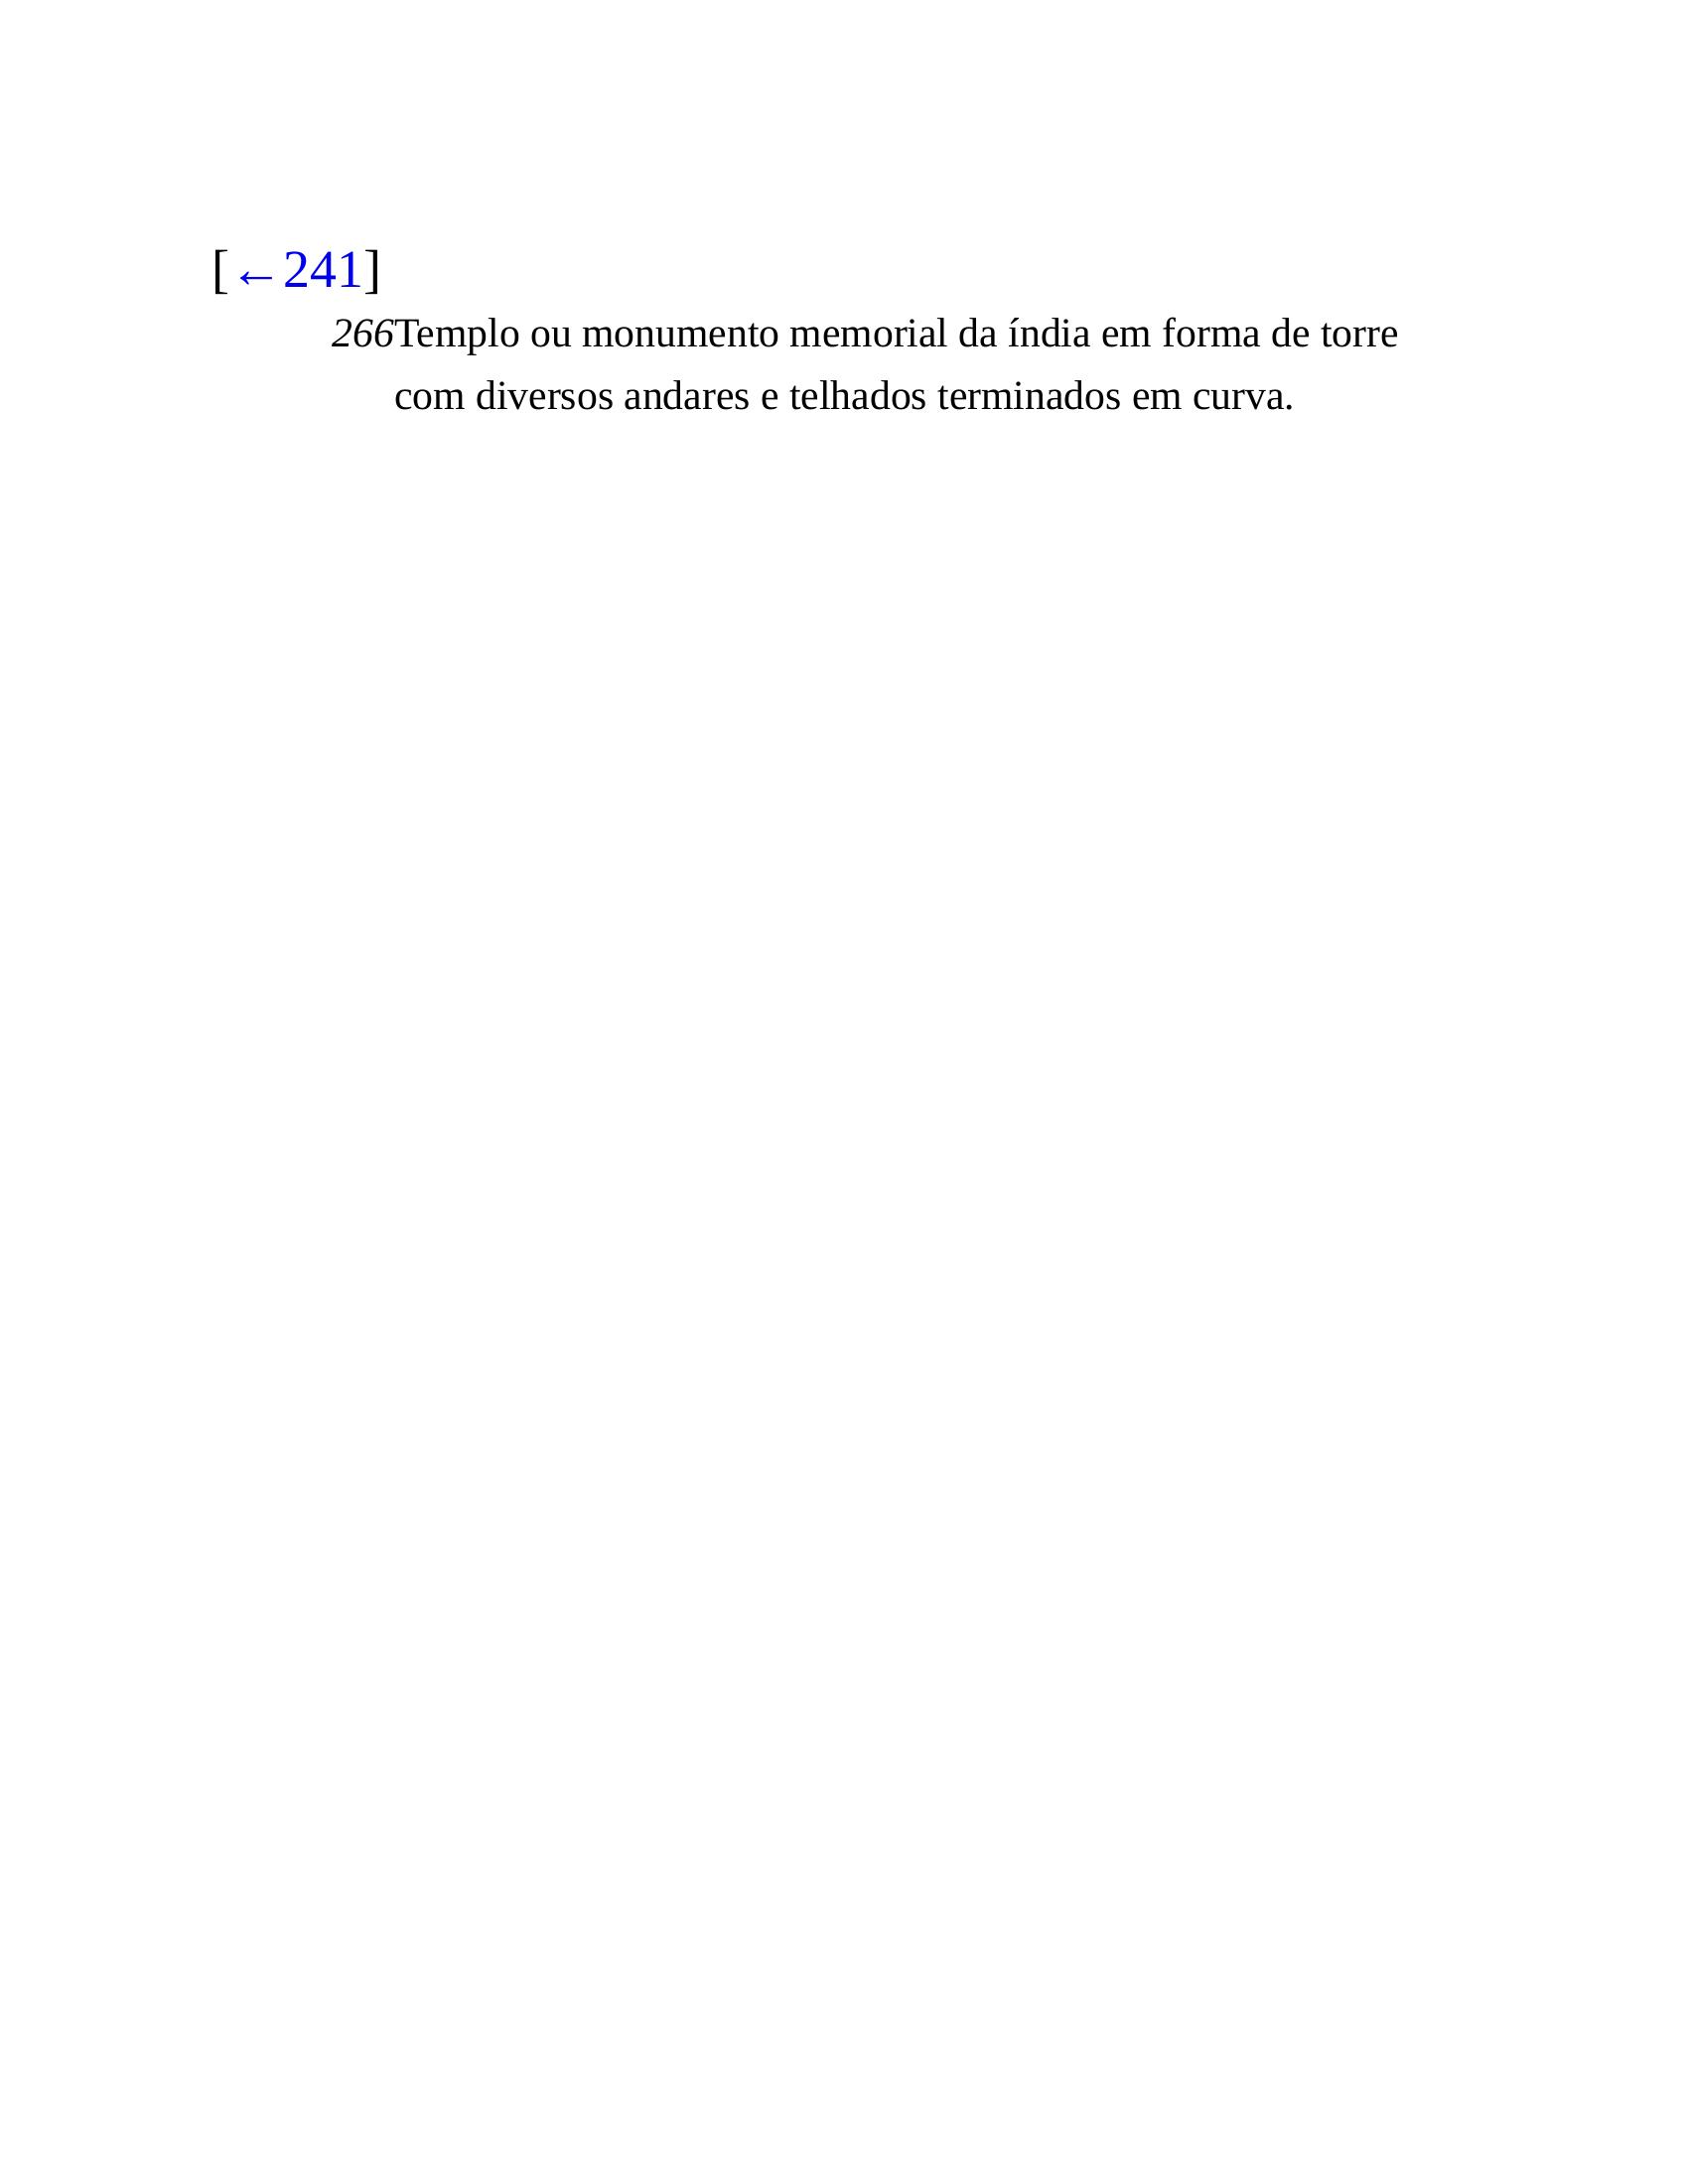 [←241]
266Templo ou monumento memorial da índia em forma de torre
com diversos andares e telhados terminados em curva.